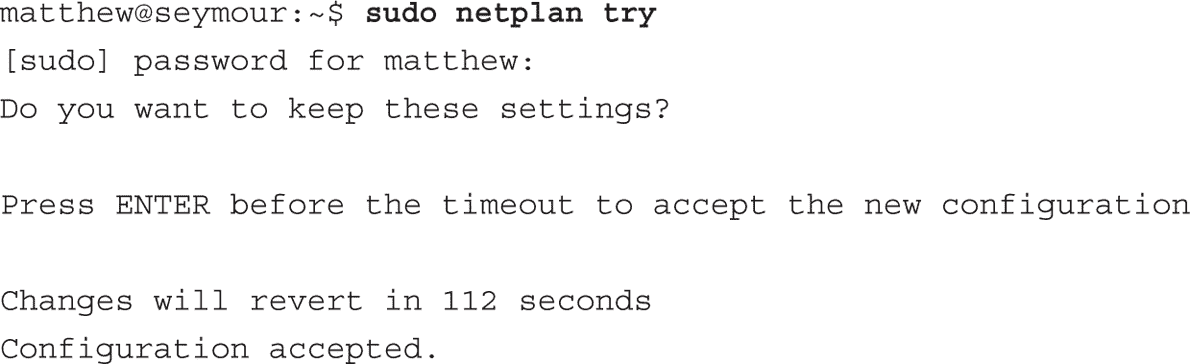 matthew@seymour:~$ sudo netplan try
[sudo] password for matthew:
Do you want to keep these settings?
Press ENTER before the timeout to accept the new configuration
Changes will revert in 112 seconds
Configuration accepted.